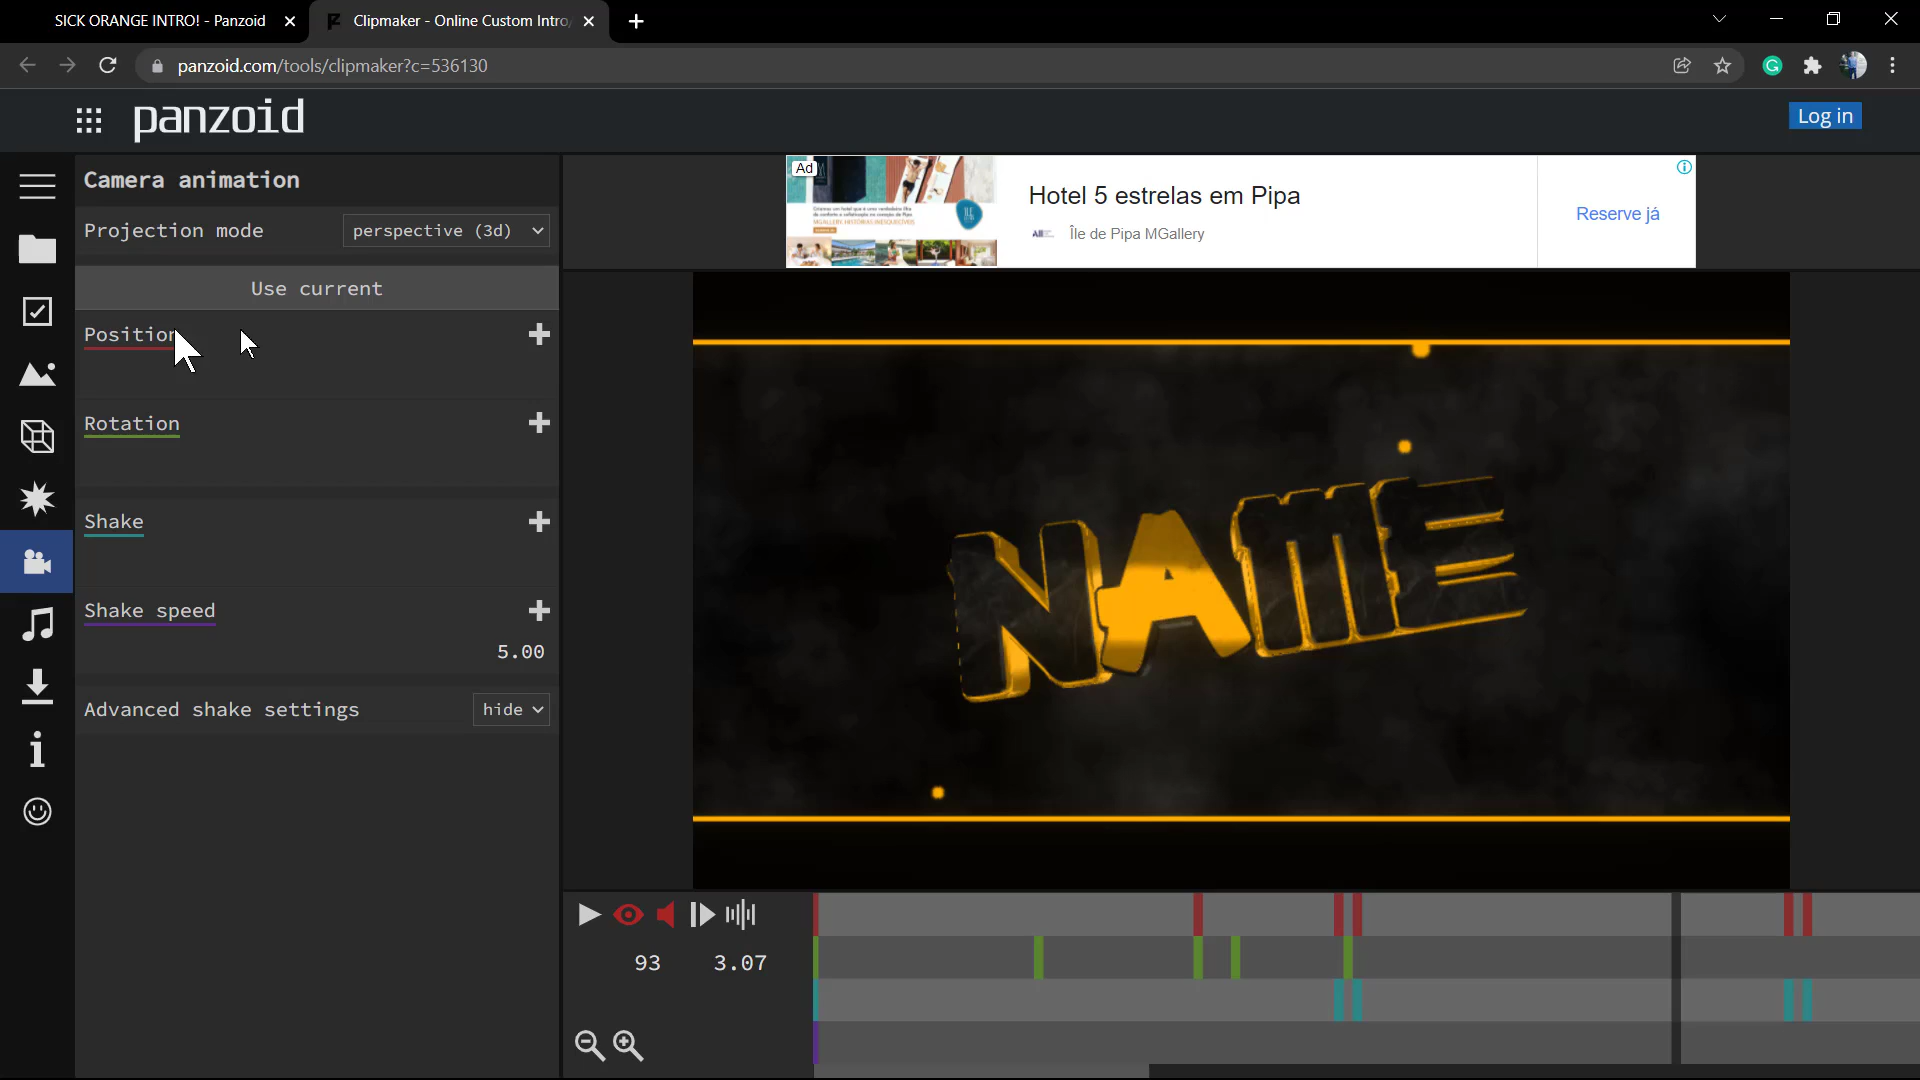 SICK ORANGE INTRO! - Panzoid
Clipmaker - Online Custom Intro
panzoid.com/tools/clipmaker?c=536130
panzoid
Log in
Camera animation
Projection mode
perspective (3d)
Use current
Position
Rotation
Shake
Shake speed
5.00
Advanced shake settings
hide
Ad
Hotel 5 estrelas em Pipa
Île de Pipa MGallery
Reserve já
NAME
93
3.07